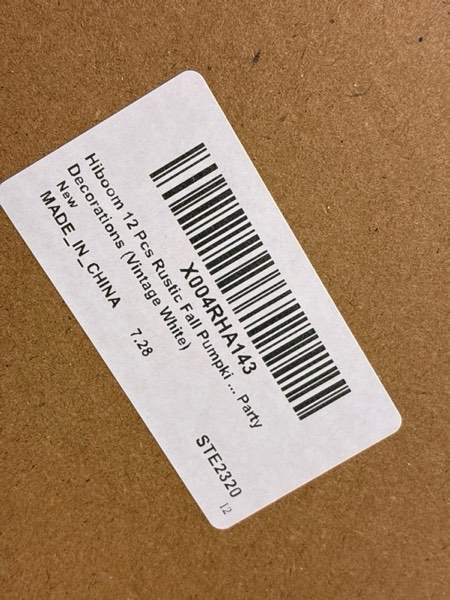 X004RHA143
Hiboom 12 Pcs Rustic Fall Pumpki ... Party
Decorations (Vintage White)
New
MADE_IN_CHINA 7.28 STE2320
12